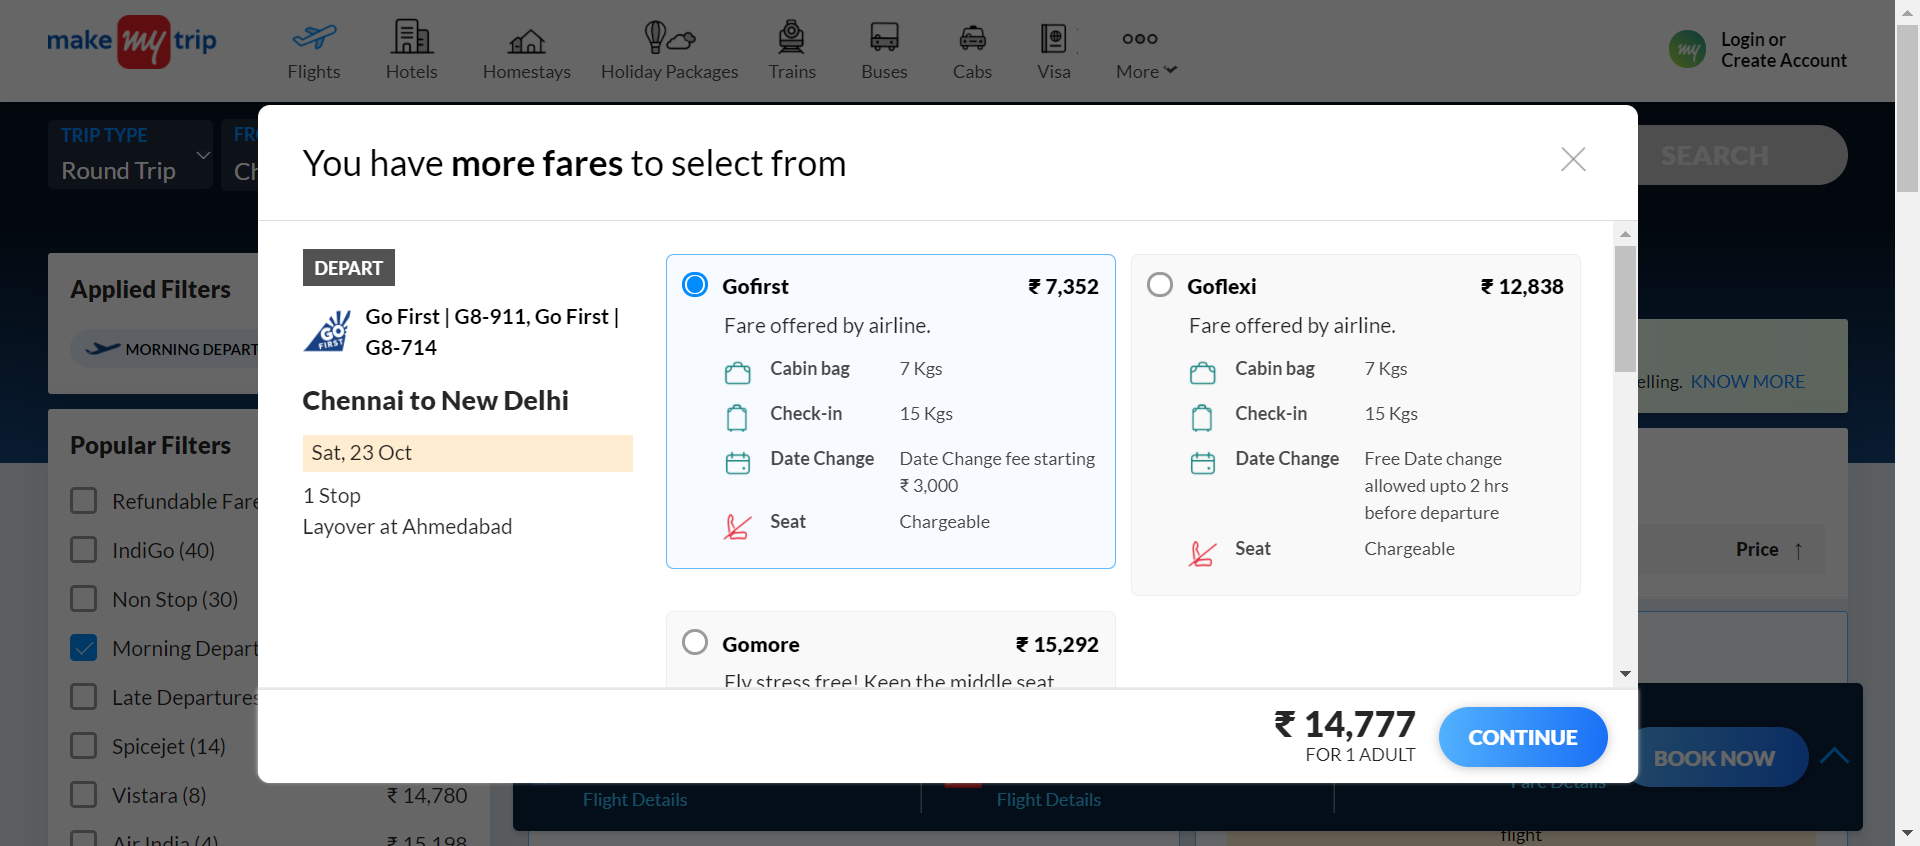 make my trip
Flights
Hotels
Homestays
Holiday Packages
Trains
Buses
Cabs
Visa
More
my
Login or
Create Account
TRIP TYPE
Round Trip
SEARCH
You have more fares to select from
Applied Filters
MORNING DEPART
KNOW MORE
Popular Filters
Refundable Fare
IndiGo (40)
Non Stop (30)
Morning Depart
Late Departures
Spicejet (14)
Vistara (8)
₹ 14,780
Air India (4)
₹ 15,198
DEPART
GO FIRST
Go First | G8-911, Go First |
G8-714
Chennai to New Delhi
Sat, 23 Oct
1 Stop
Layover at Ahmedabad
Gofirst
₹ 7,352
Fare offered by airline.
Cabin bag
7 Kgs
Check-in
15 Kgs
Date Change
Date Change fee starting
₹ 3,000
Seat
Chargeable
Goflexi
₹ 12,838
Fare offered by airline.
Cabin bag
7 Kgs
Check-in
15 Kgs
Date Change
Free Date change
allowed upto 2 hrs
before departure
Seat
Chargeable
Gomore
₹ 15,292
Fly stress free! Keep the middle seat
Price ↑
₹ 14,777
FOR 1 ADULT
CONTINUE
BOOK NOW
Flight Details
Flight Details
Fare Details
flight